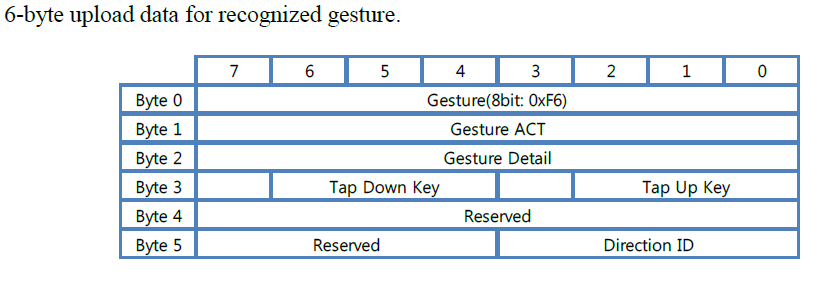 6-byte upload data for recognized gesture.
7 6 5 4 3 2 1 0
Byte 0 Gesture(8bit: 0xF6)
Byte 1 Gesture ACT
Byte 2 Gesture Detail
Byte 3 Tap Down Key Tap Up Key
Byte 4 Reserved
Byte 5 Reserved Direction ID